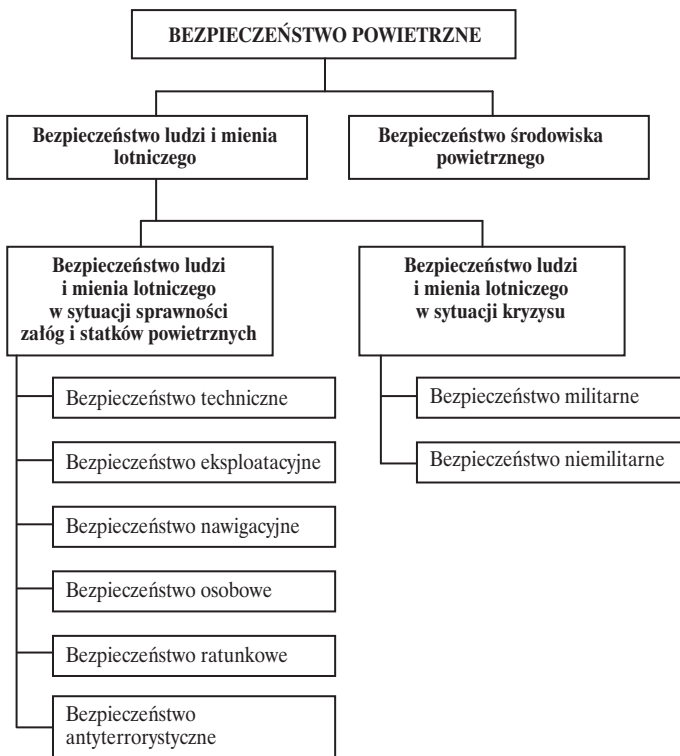 BEZPIECZEŃSTWO POWIETRZNE
Bezpieczeństwo ludzi i mienia
lotniczego
Bezpieczeństwo środowiska
powietrznego
Bezpieczeństwo ludzi
i mienia lotniczego
w sytuacji sprawności
załóg i statków powietrznych
Bezpieczeństwo ludzi
i mienia lotniczego
w sytuacji kryzysu
Bezpieczeństwo techniczne
Bezpieczeństwo eksploatacyjne
Bezpieczeństwo nawigacyjne
Bezpieczeństwo osobowe
Bezpieczeństwo ratunkowe
Bezpieczeństwo
antyterrorystyczne
Bezpieczeństwo militarne
Bezpieczeństwo niemilitarne